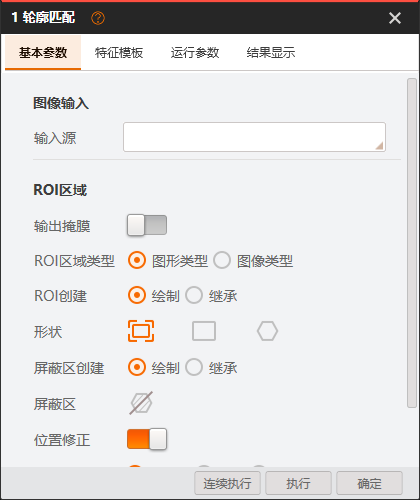 1 轮廓匹配 ?
基本参数 特征模板 运行参数 结果显示
图像输入
输入源
ROI区域
输出掩膜
ROI区域类型 图形类型 图像类型
ROI创建 绘制 继承
形状
屏蔽区创建 绘制 继承
屏蔽区
位置修正
连续执行 执行 确定